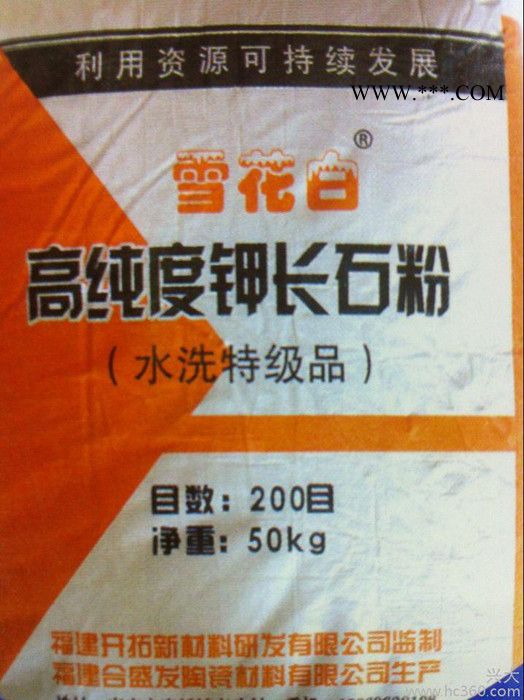 利用资源可持续发展
WWW.***.COM
雪花白®
高纯度钾长石粉
(水洗特级品)
目数：200目
净重：50kg
福建开拓新材料研发有限公司监制
福建合盛发陶瓷材料有限公司生产
www.hc360.com